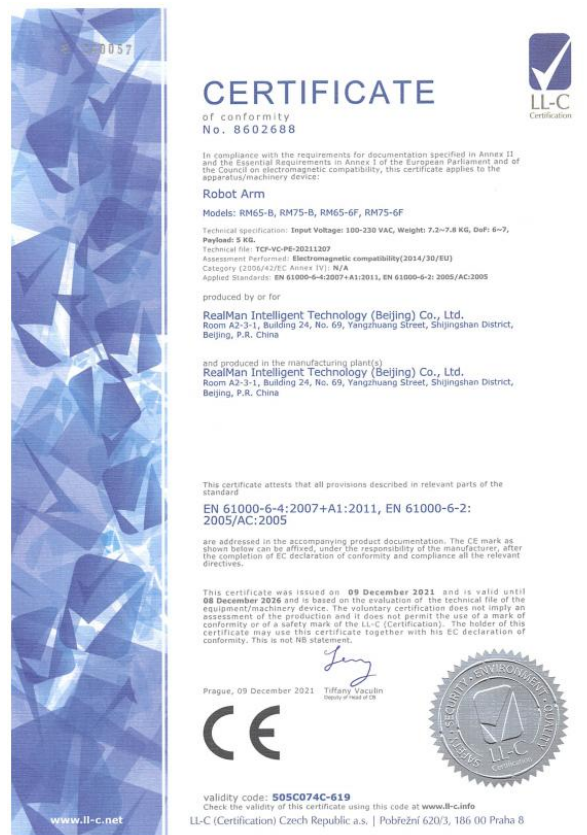 0057
CERTIFICATE
of conformity
No. 8602688
LL-C
Certification
In compliance with the requirements for documentation specified in Annex II
and the Essential Requirements in Annex I of the European Parliament and of
the Council on electromagnetic compatibility, this certificate applies to the
apparatus/machinery device:
Robot Arm
Models: RM65-B, RM75-B, RM65-6F, RM75-6F
Technical specification: Input Voltage: 100-230 VAC, Weight: 7.2~7.8 KG, DoF: 6~7,
Payload: 5 KG.
Technical file: TCF-VC-PE-20211207
Assessment Performed: Electromagnetic compatibility(2014/30/EU)
Category (2006/42/EC Annex IV): N/A
Applied Standards: EN 61000-6-4:2007+A1:2011, EN 61000-6-2: 2005/AC:2005
produced by or for
RealMan Intelligent Technology (Beijing) Co., Ltd.
Room A2-3-1, Building 24, No. 69, Yangzhuang Street, Shijingshan District,
Beijing, P.R. China
and produced in the manufacturing plant(s)
RealMan Intelligent Technology (Beijing) Co., Ltd.
Room A2-3-1, Building 24, No. 69, Yangzhuang Street, Shijingshan District,
Beijing, P.R. China
This certificate attests that all provisions described in relevant parts of the
standard
EN 61000-6-4:2007+A1:2011, EN 61000-6-2:
2005/AC:2005
are addressed in the accompanying product documentation. The CE mark as
shown below can be affixed, under the responsibility of the manufacturer, after
the completion of EC declaration of conformity and compliance all the relevant
directives.
This certificate was issued on 09 December 2021 and is valid until
08 December 2026 and is based on the evaluation of the technical file of the
equipment/machinery device. The voluntary certification does not imply an
assessment of the production and it does not permit the use of a mark of
conformity or of a safety mark of the LL-C (Certification). The holder of this
certificate may use this certificate together with his EC declaration of
conformity. This is not NB statement.
Prague, 09 December 2021 Tiffany Vaculin
Deputy of Head of CB
CE
SAFETY · SECURITY · ENVIRONMENT · QUALITY
LL-C
Certification
validity code: 505C074C-619
Check the validity of this certificate using this code at www.ll-c.info
www.ll-c.net
LL-C (Certification) Czech Republic a.s. | Pobřežní 620/3, 186 00 Praha 8